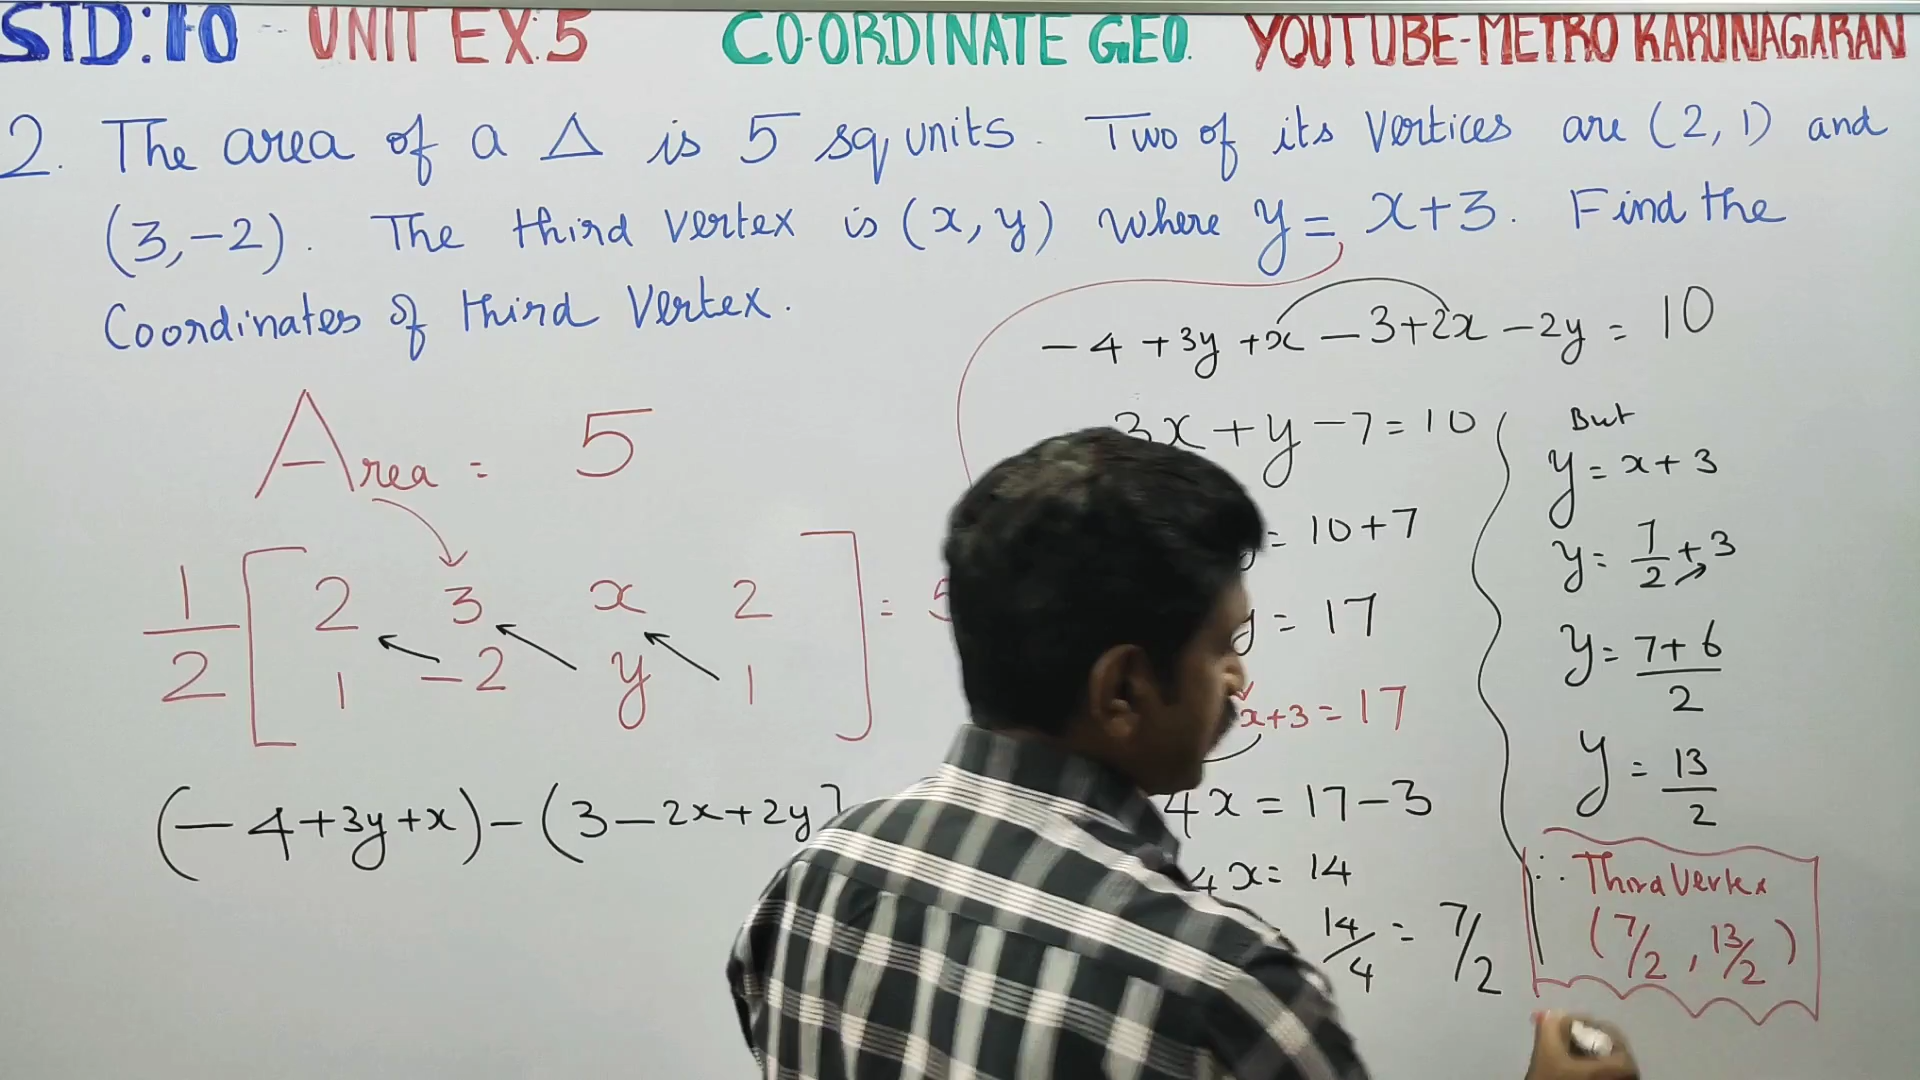 STD:10 - UNIT EX.5 CO-ORDINATE GEO. YOUTUBE-METRO KARUNAGARAN
2. The area of a Δ is 5 sq units. Two of its vertices are (2, 1) and
(3,-2). The third vertex is (x, y) where y = x+3. Find the
Coordinates of third Vertex.
Area = 5
1/2 [ 2 3 x 2
1 -2 y 1 ] = 5
(-4+3y+x)-(3-2x+2y)
-4+3y+x-3+2x-2y = 10
3x+y-7=10
y = 10+7
y = 17
x+3 = 17
4x = 17-3
4x = 14
14/4 = 7/2
But
y = x+3
y = 7/2 + 3
y = 7+6/2
y = 13/2
∴ Third Vertex
(7/2, 13/2)